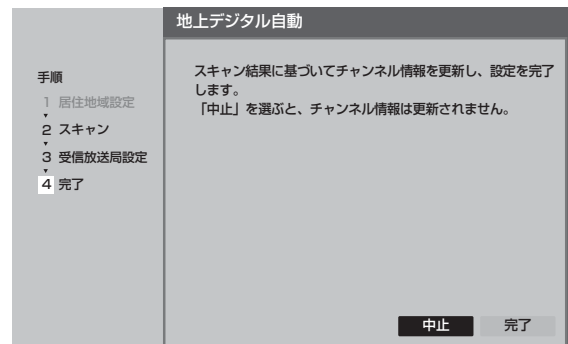 地上デジタル自動
手順
1 居住地域設定
2 スキャン
3 受信放送局設定
4 完了
スキャン結果に基づいてチャンネル情報を更新し、設定を完了
します。
「中止」を選ぶと、チャンネル情報は更新されません。
中止
完了